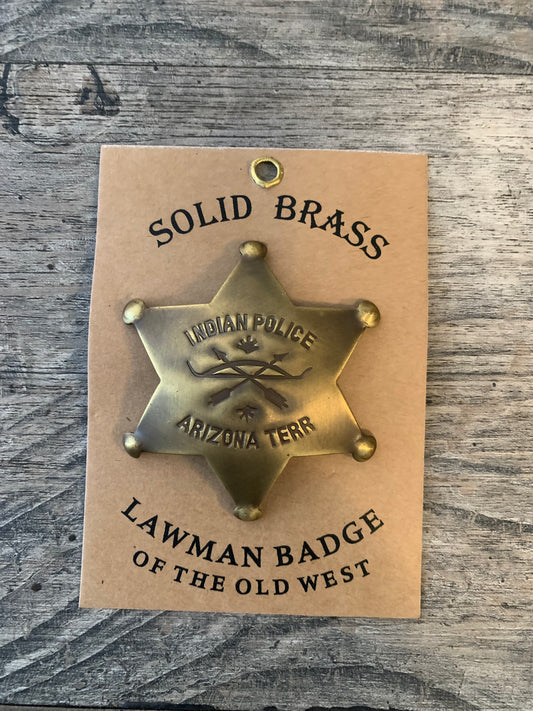 SOLID BRASS
INDIAN POLICE
ARIZONA TERR
LAWMAN BADGE
OF THE OLD WEST